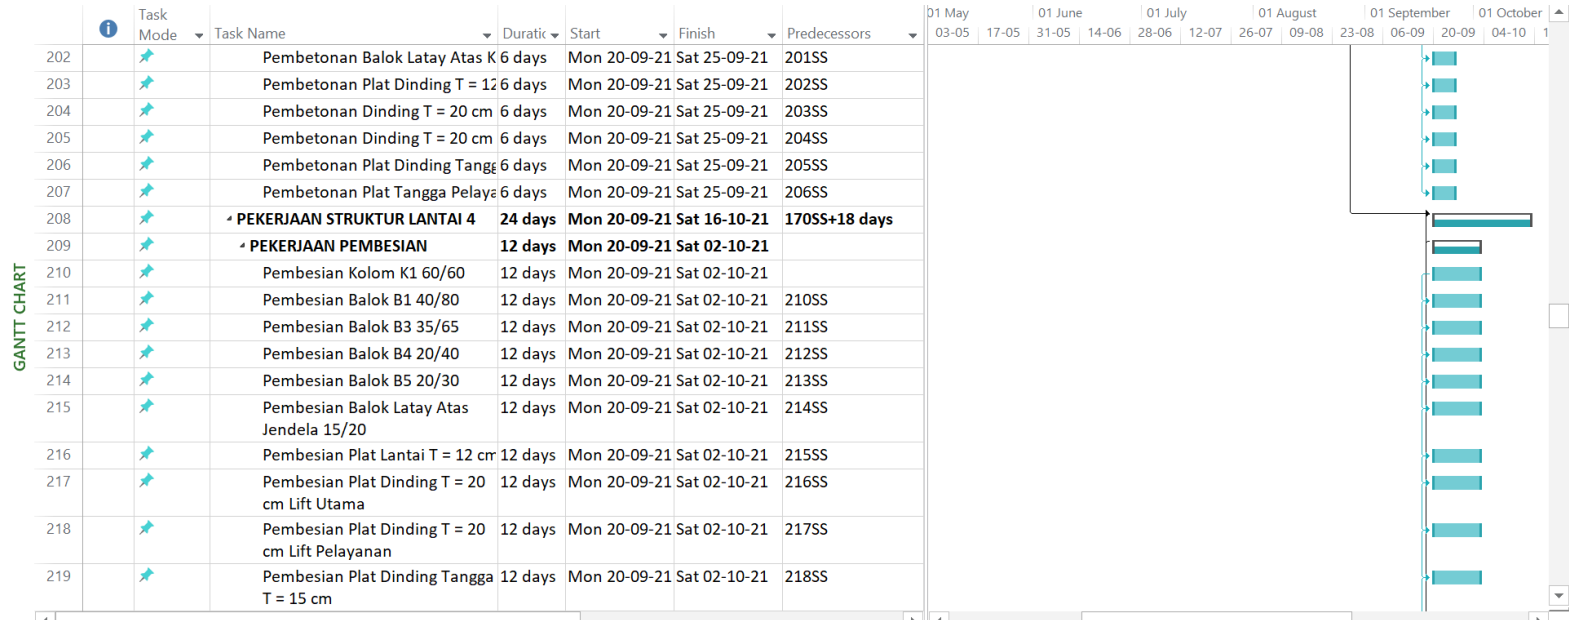 Task Mode Task Name Duratic Start Finish Predecessors
01 May 01 June 01 July 01 August 01 September 01 October
03-05 17-05 31-05 14-06 28-06 12-07 26-07 09-08 23-08 06-09 20-09 04-10 1
202 Pembetonan Balok Latay Atas K 6 days Mon 20-09-21 Sat 25-09-21 201SS
203 Pembetonan Plat Dinding T = 12 6 days Mon 20-09-21 Sat 25-09-21 202SS
204 Pembetonan Dinding T = 20 cm 6 days Mon 20-09-21 Sat 25-09-21 203SS
205 Pembetonan Dinding T = 20 cm 6 days Mon 20-09-21 Sat 25-09-21 204SS
206 Pembetonan Plat Dinding Tangg 6 days Mon 20-09-21 Sat 25-09-21 205SS
207 Pembetonan Plat Tangga Pelaya 6 days Mon 20-09-21 Sat 25-09-21 206SS
208 PEKERJAAN STRUKTUR LANTAI 4 24 days Mon 20-09-21 Sat 16-10-21 170SS+18 days
209 PEKERJAAN PEMBESIAN 12 days Mon 20-09-21 Sat 02-10-21
210 Pembesian Kolom K1 60/60 12 days Mon 20-09-21 Sat 02-10-21
211 Pembesian Balok B1 40/80 12 days Mon 20-09-21 Sat 02-10-21 210SS
212 Pembesian Balok B3 35/65 12 days Mon 20-09-21 Sat 02-10-21 211SS
213 Pembesian Balok B4 20/40 12 days Mon 20-09-21 Sat 02-10-21 212SS
214 Pembesian Balok B5 20/30 12 days Mon 20-09-21 Sat 02-10-21 213SS
215 Pembesian Balok Latay Atas 12 days Mon 20-09-21 Sat 02-10-21 214SS
Jendela 15/20
216 Pembesian Plat Lantai T = 12 cm 12 days Mon 20-09-21 Sat 02-10-21 215SS
217 Pembesian Plat Dinding T = 20 12 days Mon 20-09-21 Sat 02-10-21 216SS
cm Lift Utama
218 Pembesian Plat Dinding T = 20 12 days Mon 20-09-21 Sat 02-10-21 217SS
cm Lift Pelayanan
219 Pembesian Plat Dinding Tangga 12 days Mon 20-09-21 Sat 02-10-21 218SS
T = 15 cm
GANTT CHART